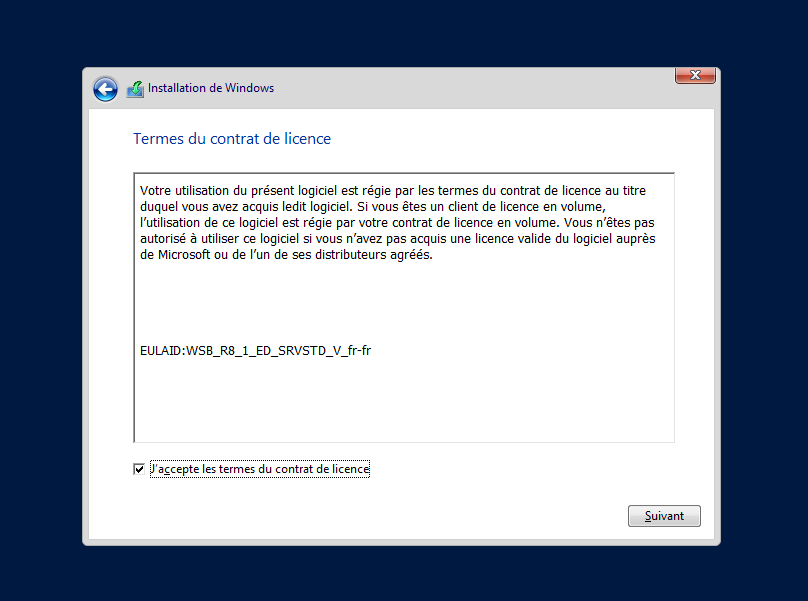 Installation de Windows
Termes du contrat de licence
Votre utilisation du présent logiciel est régie par les termes du contrat de licence au titre
duquel vous avez acquis ledit logiciel. Si vous êtes un client de licence en volume,
l’utilisation de ce logiciel est régie par votre contrat de licence en volume. Vous n’êtes pas
autorisé à utiliser ce logiciel si vous n’avez pas acquis une licence valide du logiciel auprès
de Microsoft ou de l’un de ses distributeurs agréés.
EULAID:WSB_R8_1_ED_SRVSTD_V_fr-fr
J'accepte les termes du contrat de licence
Suivant